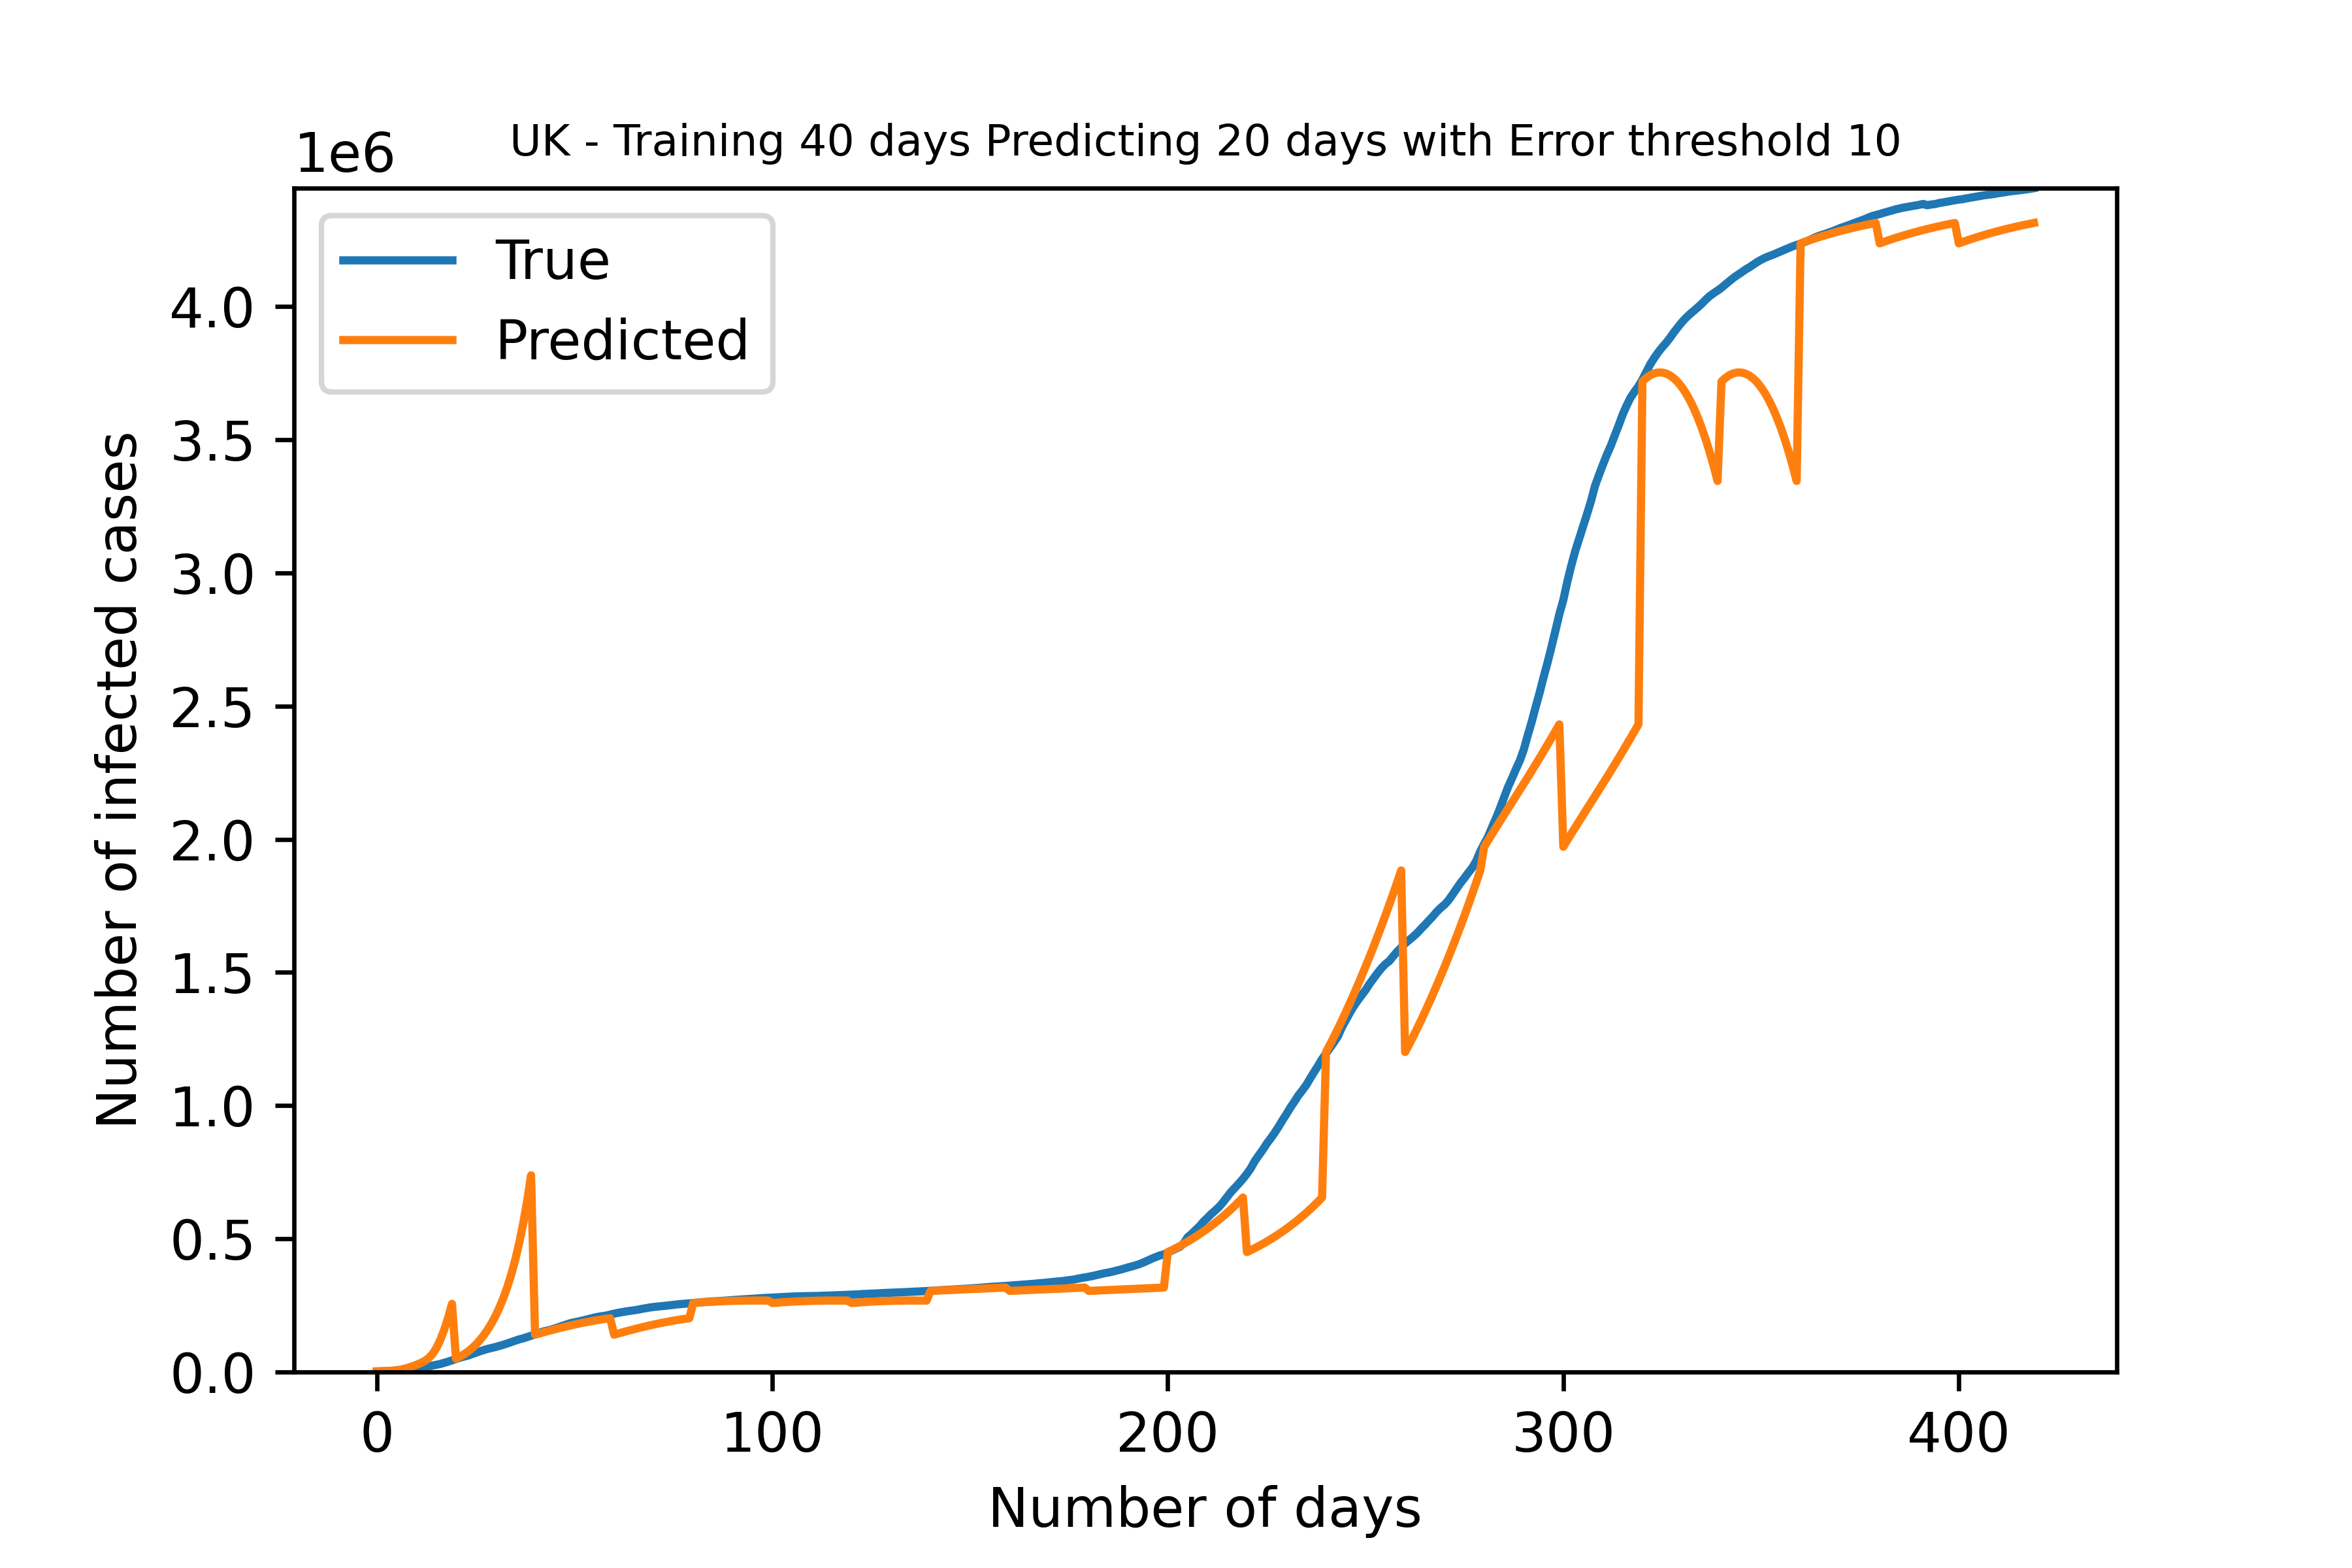 UK - Training 40 days Predicting 20 days with Error threshold 10
1e6
True
Predicted
4.0
3.5
3.0
2.5
2.0
1.5
1.0
0.5
0.0
Number of infected cases
0 100 200 300 400
Number of days